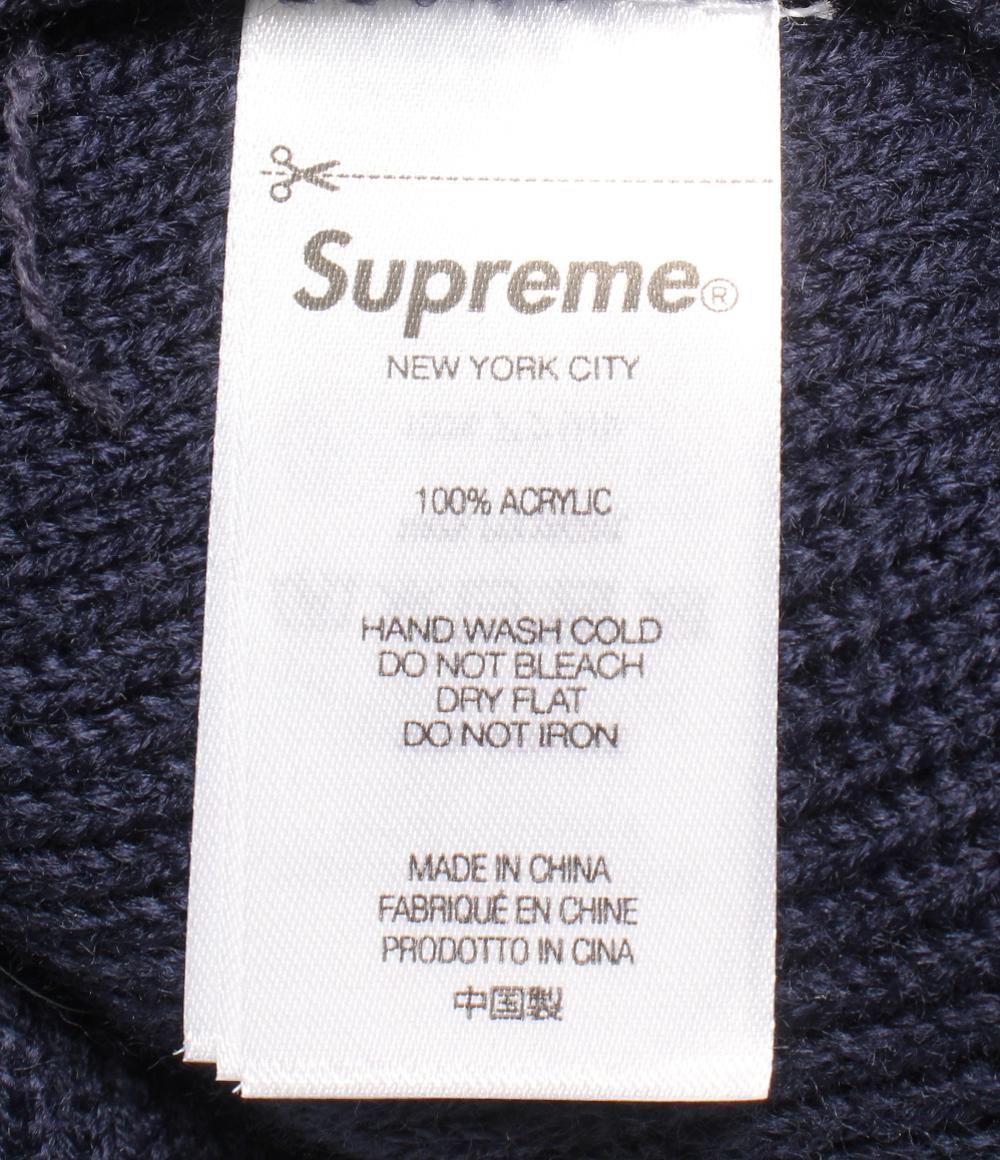 Supreme®
NEW YORK CITY
100% ACRYLIC
HAND WASH COLD
DO NOT BLEACH
DRY FLAT
DO NOT IRON
MADE IN CHINA
FABRIQUÉ EN CHINE
PRODOTTO IN CINA
中国製